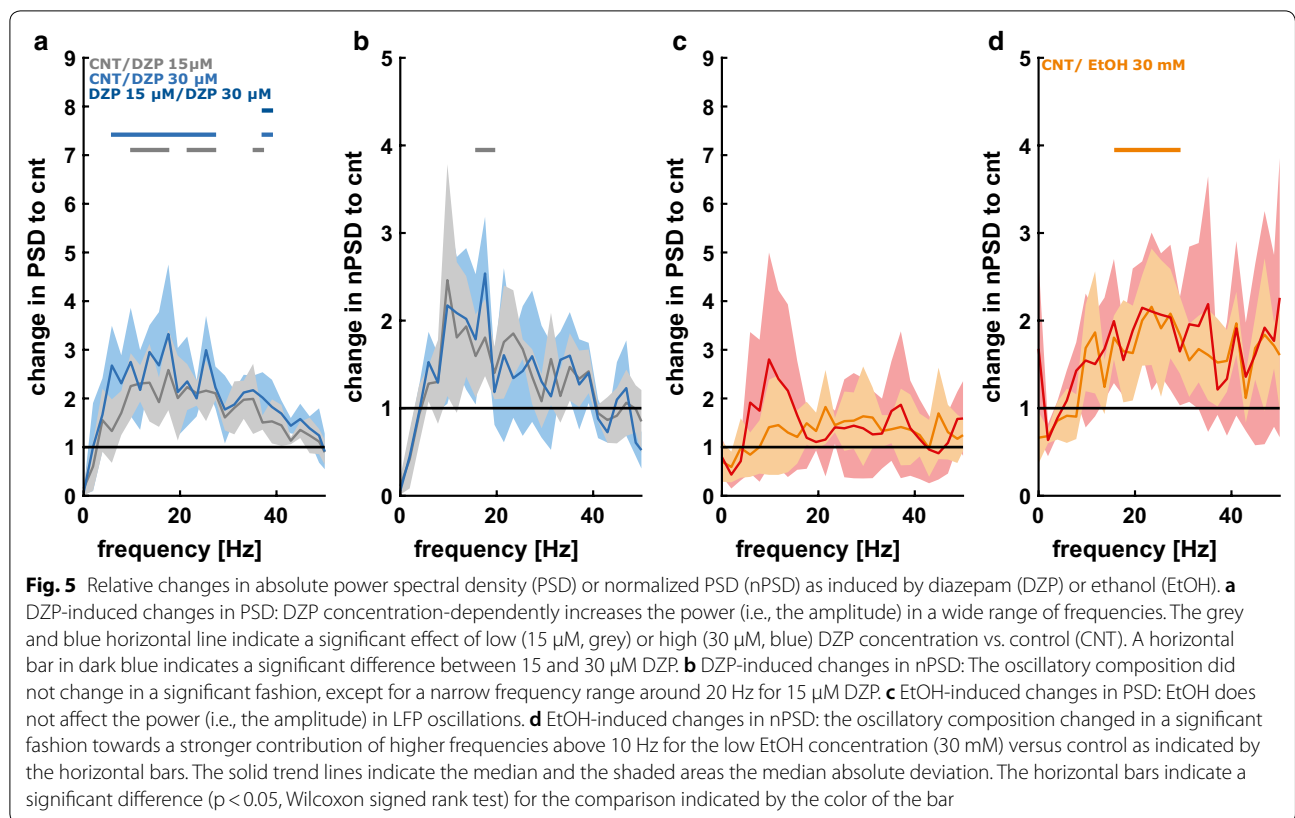 a
CNT/DZP 15µM
CNT/DZP 30 µM
DZP 15 µM/DZP 30 µM
9
8
7
6
5
4
3
2
1
0
change in PSD to cnt
0 20 40
frequency [Hz]
b
5
4
3
2
1
0
change in nPSD to cnt
0 20 40
frequency [Hz]
c
9
8
7
6
5
4
3
2
1
0
change in PSD to cnt
0 20 40
frequency [Hz]
d
CNT/ EtOH 30 mM
5
4
3
2
1
0
change in nPSD to cnt
0 20 40
frequency [Hz]
Fig. 5 Relative changes in absolute power spectral density (PSD) or normalized PSD (nPSD) as induced by diazepam (DZP) or ethanol (EtOH). a
DZP-induced changes in PSD: DZP concentration-dependently increases the power (i.e., the amplitude) in a wide range of frequencies. The grey
and blue horizontal line indicate a significant effect of low (15 µM, grey) or high (30 µM, blue) DZP concentration vs. control (CNT). A horizontal
bar in dark blue indicates a significant difference between 15 and 30 µM DZP. b DZP-induced changes in nPSD: The oscillatory composition did
not change in a significant fashion, except for a narrow frequency range around 20 Hz for 15 µM DZP. c EtOH-induced changes in PSD: EtOH does
not affect the power (i.e., the amplitude) in LFP oscillations. d EtOH-induced changes in nPSD: the oscillatory composition changed in a significant
fashion towards a stronger contribution of higher frequencies above 10 Hz for the low EtOH concentration (30 mM) versus control as indicated by
the horizontal bars. The solid trend lines indicate the median and the shaded areas the median absolute deviation. The horizontal bars indicate a
significant difference (p < 0.05, Wilcoxon signed rank test) for the comparison indicated by the color of the bar